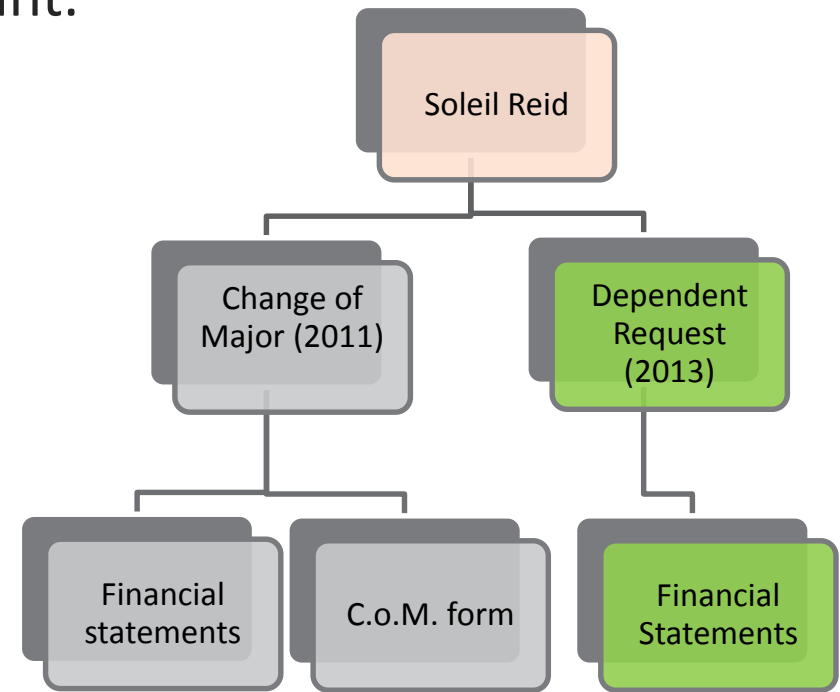 Soleil Reid
Change of
Major (2011)
Dependent
Request
(2013)
Financial
statements
C.o.M. form
Financial
Statements